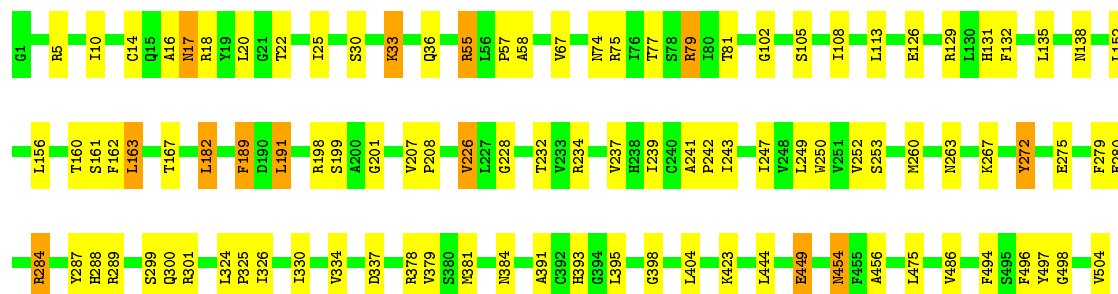 G1 R5 I10 C14 Q15 A16 N17 R18 Y19 L20 G21 T22 I25 S30 K33 Q36 R55 L56 P57 A58 V67 N74 R75 I76 T77 S78 R79 I80 T81 G102 S105 I108 L113 E126 R129 L130 H131 F132 L135 N138 L152
L156 T160 S161 F162 L163 T167 L182 F189 D190 L191 R198 S199 A200 G201 V207 P208 V226 L227 G228 T232 V233 R234 V237 H238 I239 C240 A241 P242 I243 I247 V248 L249 W250 V251 V252 S253 M260 N263 K267 Y272 E275 F279
R284 Y287 H288 R289 S299 Q300 R301 L324 P325 I326 I330 V334 D337 R378 V379 S380 M381 N384 A391 C392 H393 G394 L395 G398 L404 K423 L444 E449 N454 F455 A456 L475 V486 F494 S495 F496 Y497 G498 V504